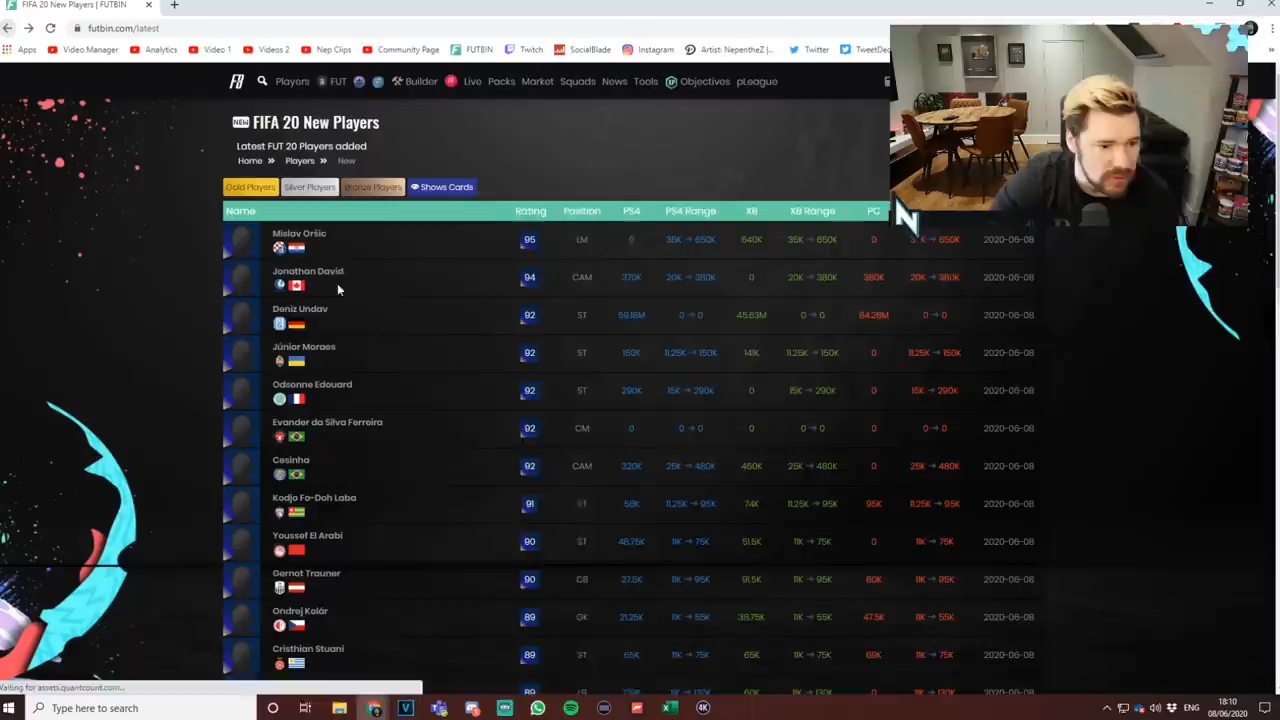 FIFA 20 New Players | FUTBIN
futbin.com/latest
Apps Video Manager Analytics Video 1 Videos 2 Nep Clips Community Page FUTBIN Twitch SocialBlade Instagram Artist: NepentheZ |... Twitter TweetDec
FB Players FUT Builder Live Packs Market Squads News Tools Objectives pLeague
NEW FIFA 20 New Players
Latest FUT 20 Players added
Home » Players » New
Gold Players Silver Players Bronze Players Shows Cards
Name Rating Position PS4 PS4 Range XB XB Range PC
Mislav Oršic 95 LM 0 35K → 650K 640K 35K → 650K 0 2020-06-08
Jonathan David 94 CAM 370K 20K → 380K 0 20K → 380K 380K 20K → 380K 2020-06-08
Deniz Undav 92 ST 59.18M 0 → 0 45.63M 0 → 0 84.28M 0 → 0 2020-06-08
Júnior Moraes 92 ST 150K 11.25K → 150K 141K 11.25K → 150K 0 11.25K → 150K 2020-06-08
Odsonne Edouard 92 ST 290K 15K → 290K 0 15K → 290K 0 15K → 290K 2020-06-08
Evander da Silva Ferreira 92 CM 0 0 → 0 0 0 → 0 0 0 → 0 2020-06-08
Cesinha 92 CAM 320K 25K → 480K 460K 25K → 480K 0 25K → 480K 2020-06-08
Kodjo Fo-Doh Laba 91 ST 58K 11.25K → 95K 74K 11.25K → 95K 95K 11.25K → 95K 2020-06-08
Youssef El Arabi 90 ST 48.75K 11K → 75K 51.5K 11K → 75K 0 11K → 75K 2020-06-08
Gernot Trauner 90 CB 37.5K 11K → 95K 91.5K 11K → 95K 80K 11K → 95K 2020-06-08
Ondrej Kolár 89 GK 21.25K 11K → 55K 38.75K 11K → 55K 47.5K 11K → 55K 2020-06-08
Cristhian Stuani 89 ST 65K 11K → 75K 65K 11K → 75K 69K 11K → 75K 2020-06-08
Waiting for assets.quantcount.com...
Type here to search
ENG
18:10
08/06/2020